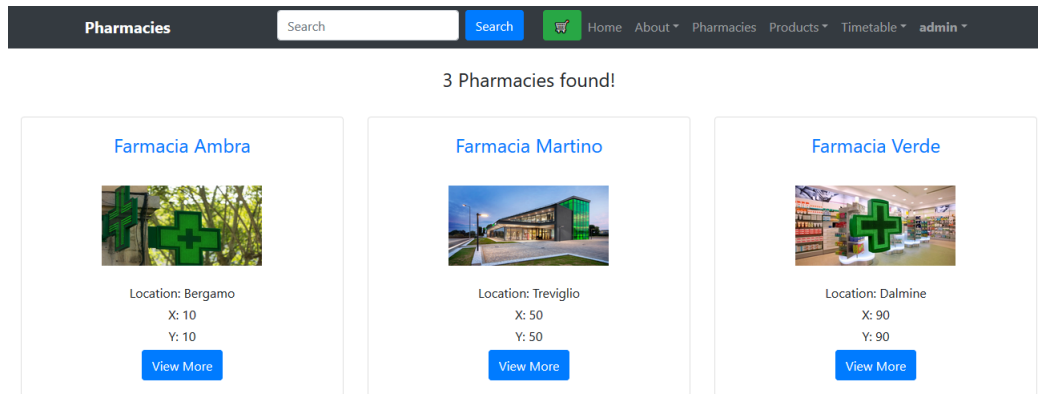 Pharmacies Search Search Home About Pharmacies Products Timetable admin
3 Pharmacies found!
Farmacia Ambra
Location: Bergamo
X: 10
Y: 10
View More
Farmacia Martino
Location: Treviglio
X: 50
Y: 50
View More
Farmacia Verde
Location: Dalmine
X: 90
Y: 90
View More